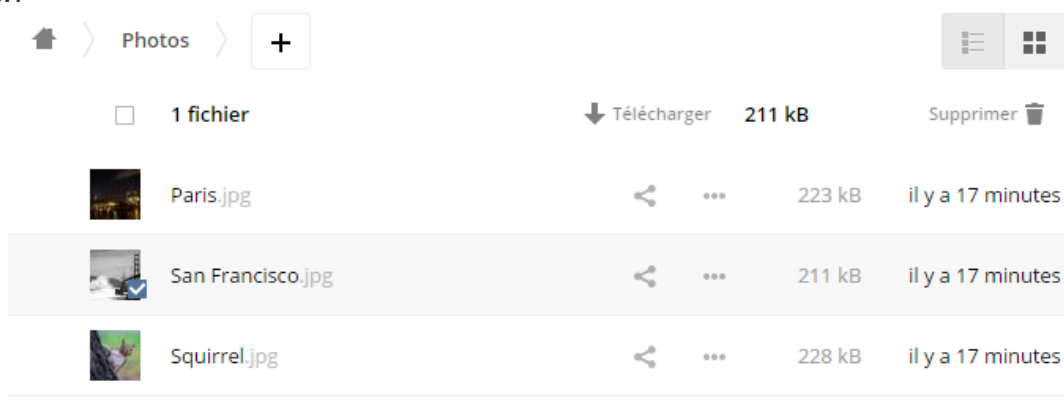 Photos +
1 fichier Télécharger 211 kB Supprimer
Paris.jpg 223 kB il y a 17 minutes
San Francisco.jpg 211 kB il y a 17 minutes
Squirrel.jpg 228 kB il y a 17 minutes